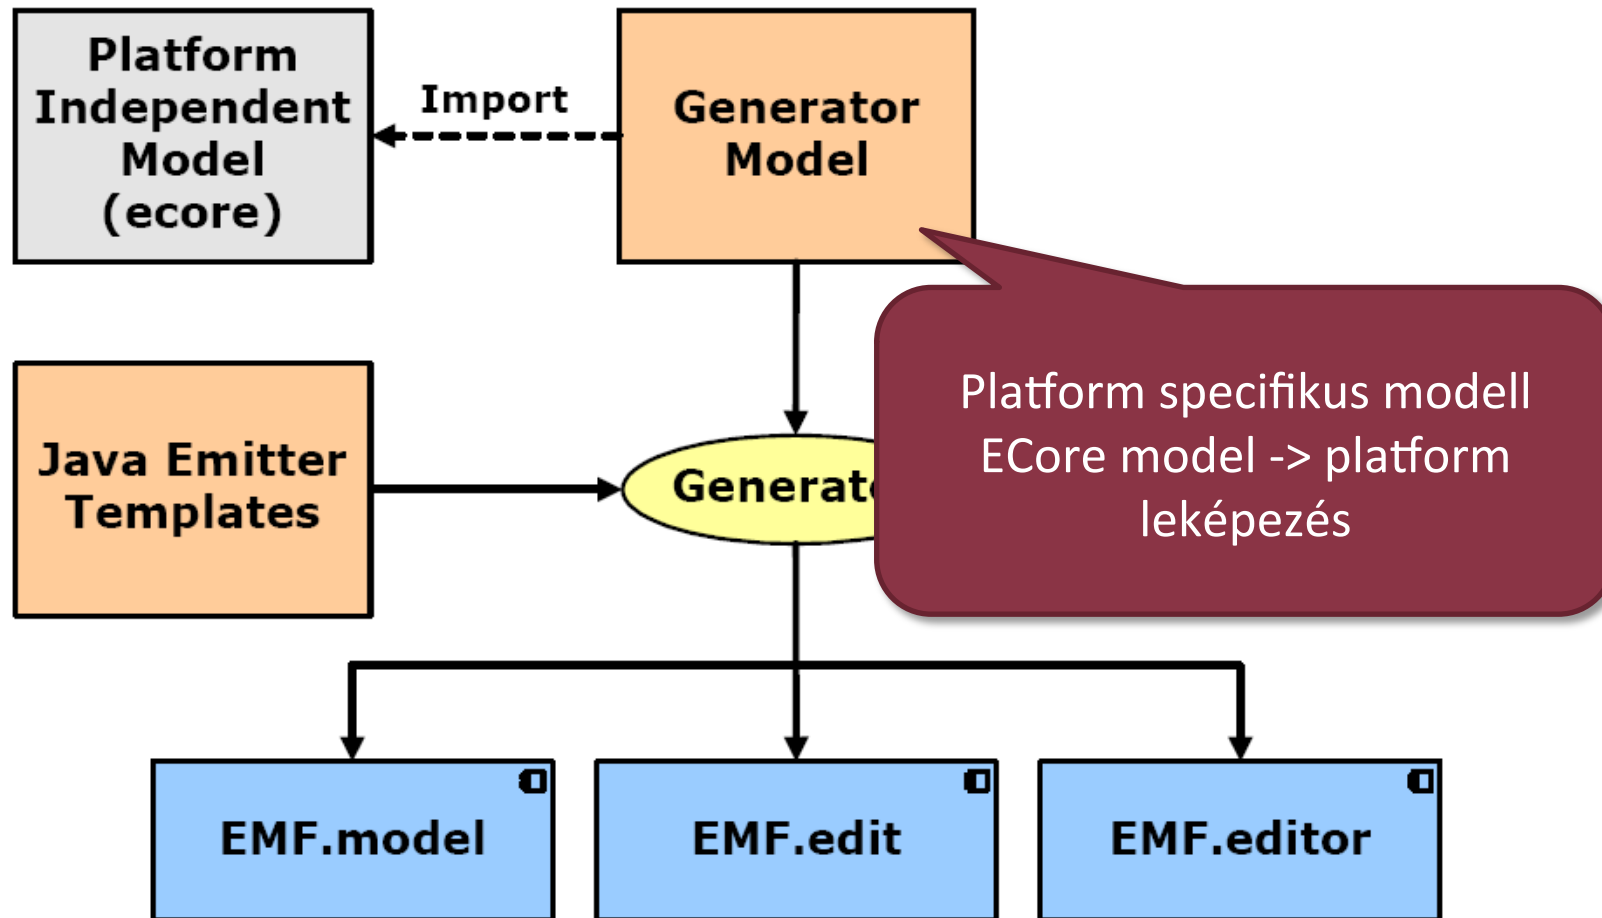 Platform
Independent
Model
(ecore)
Import
Generator
Model
Platform specifikus modell
ECore model -> platform
leképezés
Java Emitter
Templates
EMF.model
EMF.edit
EMF.editor